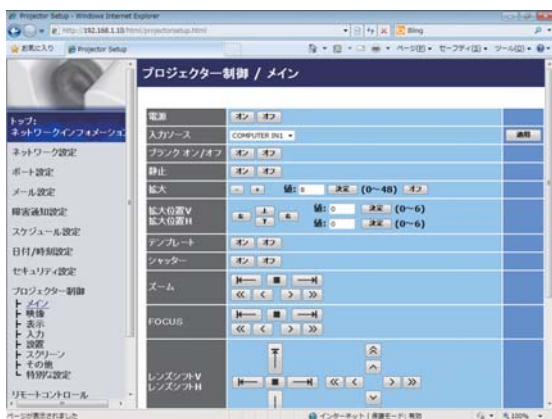 Projector Setup - Windows Internet Explorer
http://192.168.1.10/html/projectorsetup.html
Bing
お気に入り
Projector Setup
ページ(P)
セーフティ(S)
ツール(O)
プロジェクター制御 / メイン
トップ:
ネットワークインフォメーション
ネットワーク設定
ポート設定
メール設定
障害通知設定
スケジュール設定
日付/時刻設定
セキュリティ設定
プロジェクター制御
メイン
映像
表示
入力
設置
スクリーン
その他
特別な設定
リモートコントロール
電源 オン オフ
入力ソース COMPUTER IN1 適用
ブランク オン/オフ オン オフ
静止 オン オフ
拡大 - + 値: 0 決定 (0~48) オフ
拡大位置V 値: 0 決定 (0~6)
拡大位置H 値: 0 決定 (0~6)
テンプレート オン オフ
シャッター オン オフ
ズーム
FOCUS
レンズシフトV
レンズシフトH
ページが表示されました
インターネット | 保護モード: 有効
100%